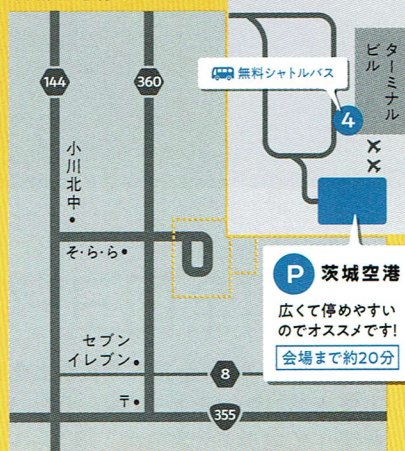 144
360
無料シャトルバス
4
ターミナル
ビル
小川北中
そ・ら・ら
P 茨城空港
広くて停めやすい
のでオススメです!
会場まで約20分
セブン
イレブン
8
〒
355